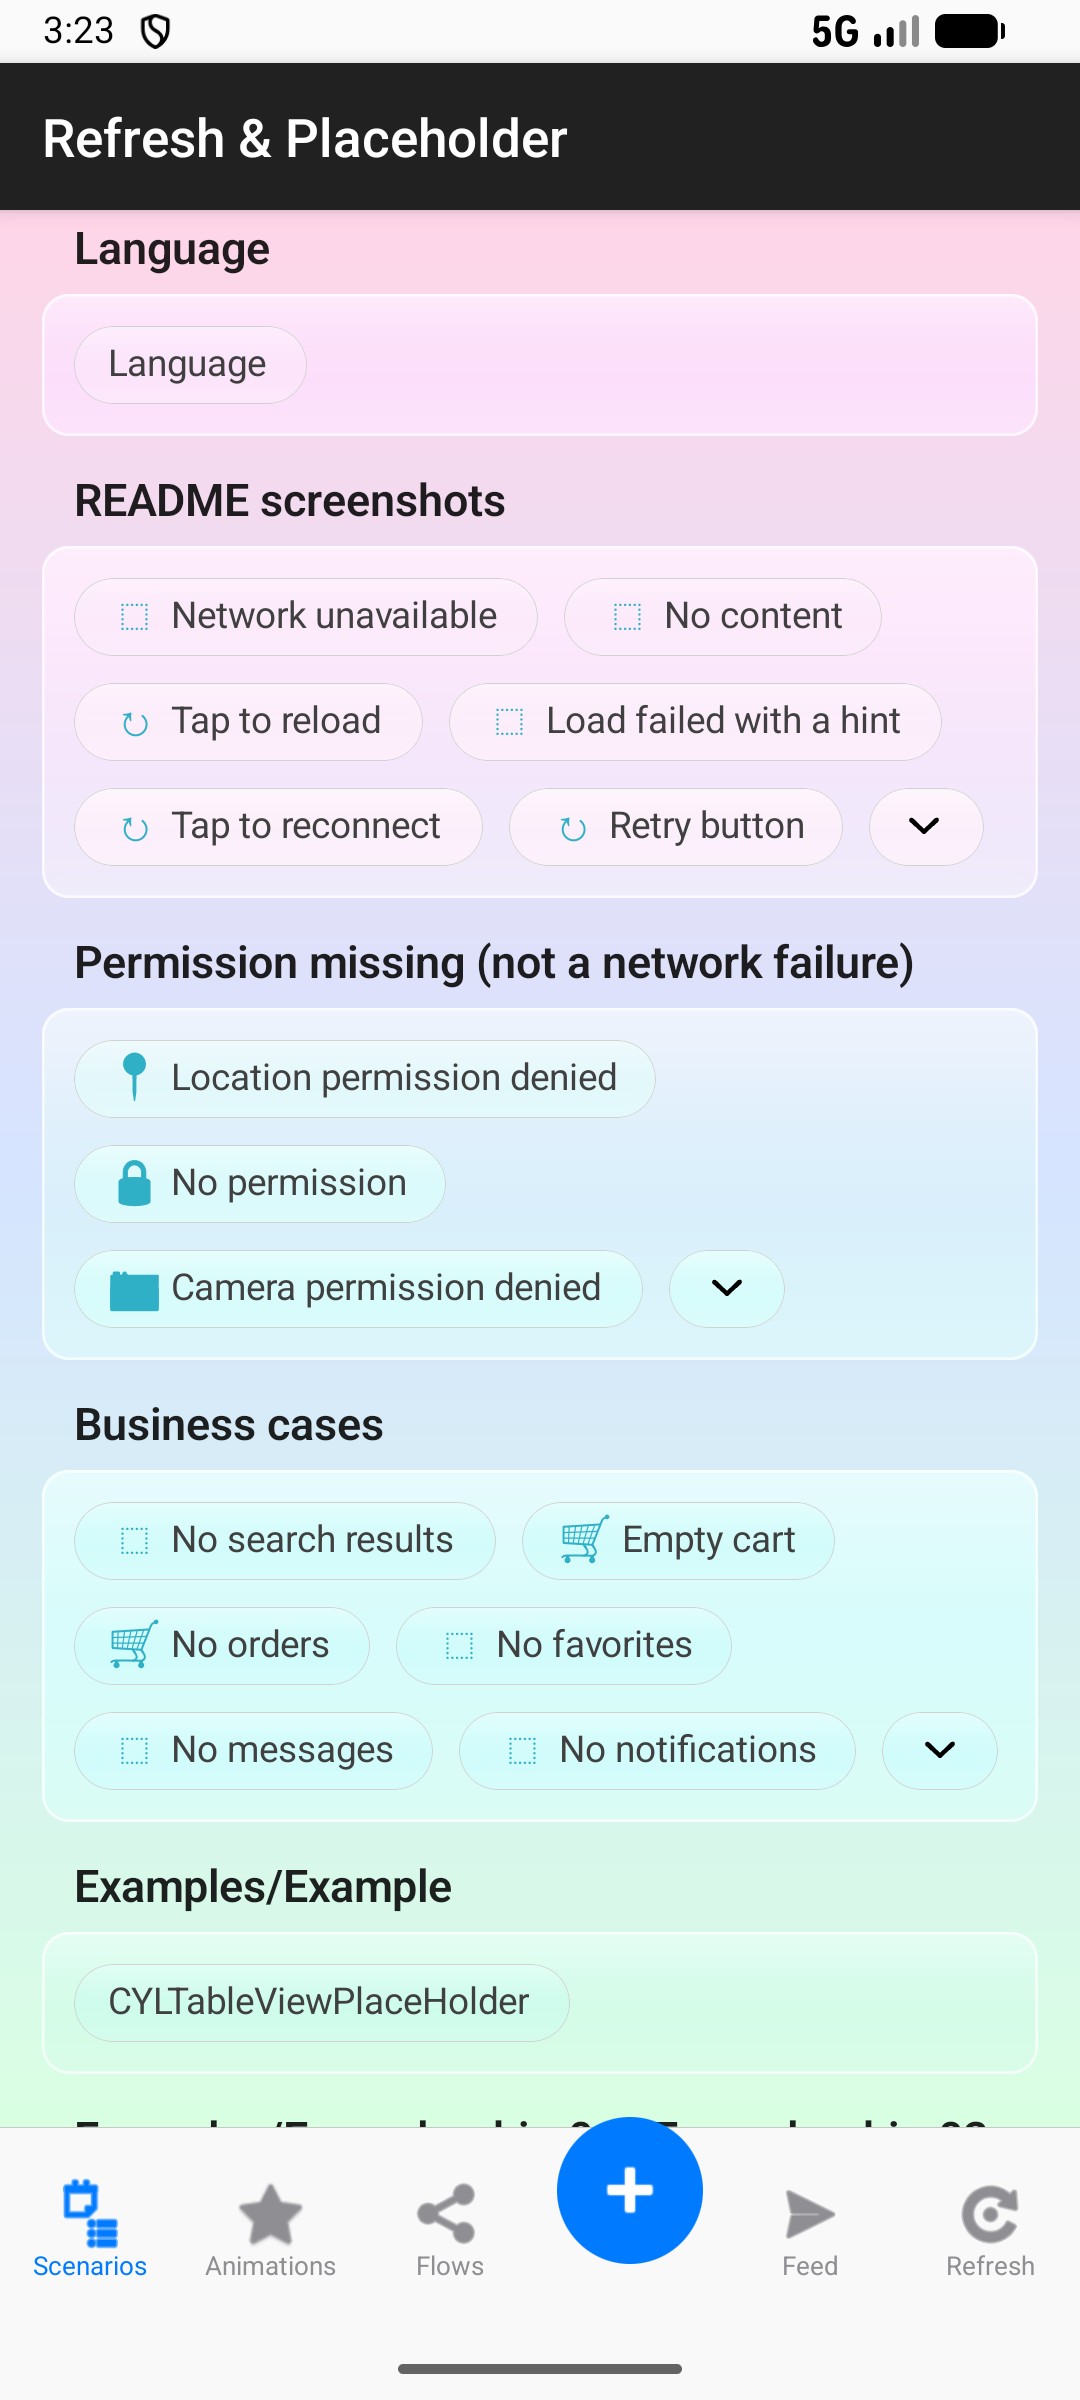 3:23
5G
Refresh & Placeholder
Language
Language
README screenshots
Network unavailable
No content
Tap to reload
Load failed with a hint
Tap to reconnect
Retry button
Permission missing (not a network failure)
Location permission denied
No permission
Camera permission denied
Business cases
No search results
Empty cart
No orders
No favorites
No messages
No notifications
Examples/Example
CYLTableViewPlaceHolder
Scenarios
Animations
Flows
Feed
Refresh